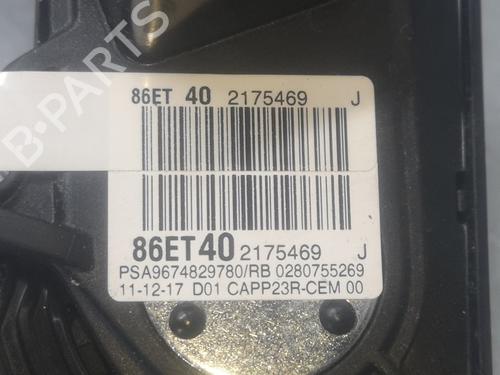 86ET 40 2175469 J
86ET40 2175469 J
PSA9674829780/RB 0280755269
11-12-17 D01 CAPP23R-CEM 00
B-PARTS